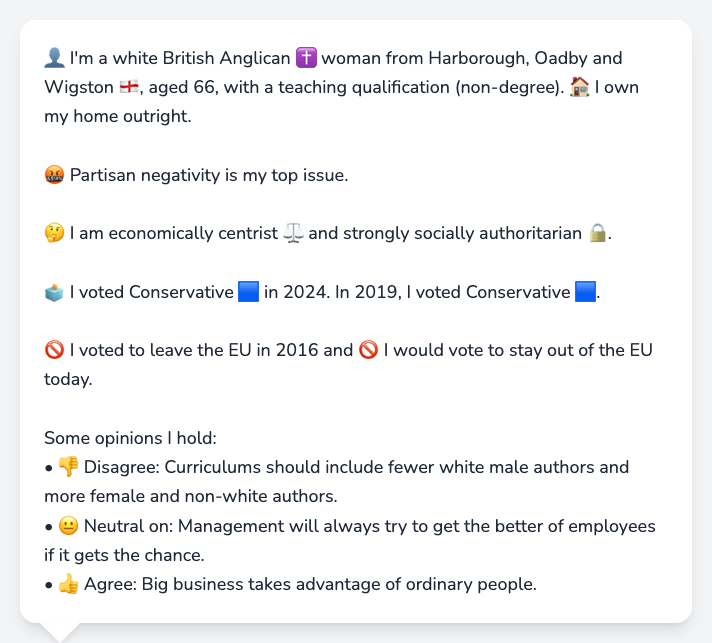 👤 I'm a white British Anglican ✝️ woman from Harborough, Oadby and
Wigston 🏴󠁧󠁢󠁥󠁮󠁧󠁿, aged 66, with a teaching qualification (non-degree). 🏠 I own
my home outright.
🤬 Partisan negativity is my top issue.
🤔 I am economically centrist ⚖️ and strongly socially authoritarian 🔒.
🗳️ I voted Conservative 🟦 in 2024. In 2019, I voted Conservative 🟦.
🚫 I voted to leave the EU in 2016 and 🚫 I would vote to stay out of the EU
today.
Some opinions I hold:
• 👎 Disagree: Curriculums should include fewer white male authors and
more female and non-white authors.
• 😐 Neutral on: Management will always try to get the better of employees
if it gets the chance.
• 👍 Agree: Big business takes advantage of ordinary people.